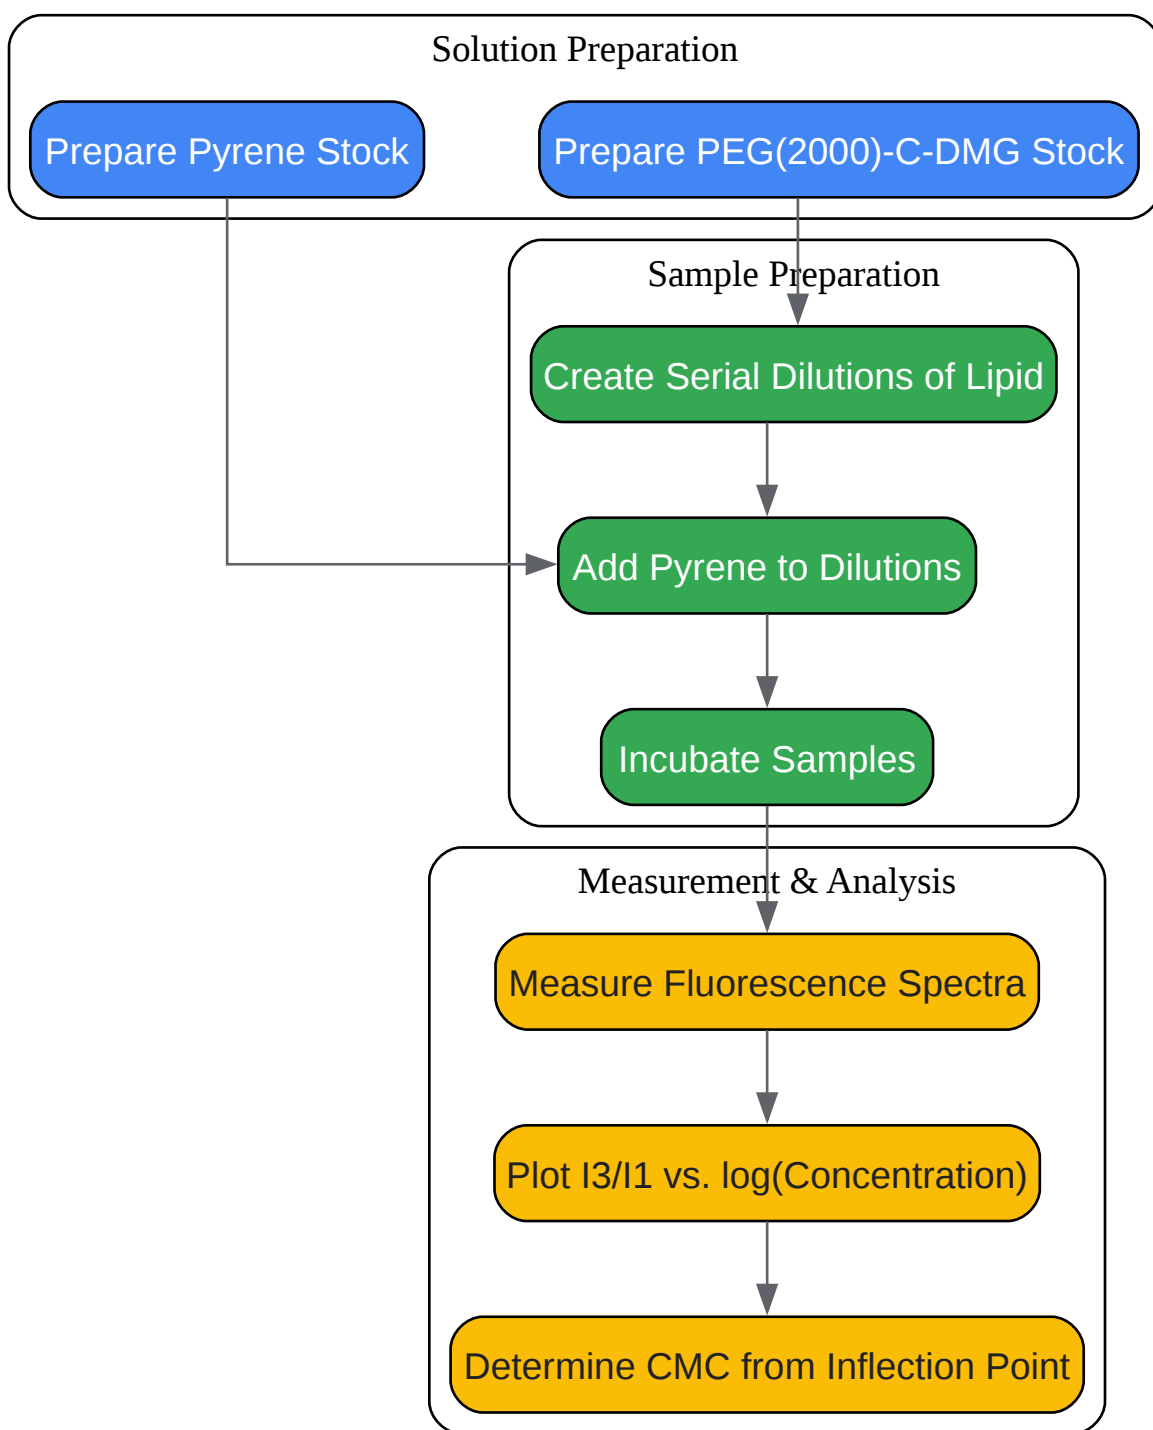 Solution Preparation
Prepare Pyrene Stock
Prepare PEG(2000)-C-DMG Stock
Sample Preparation
Create Serial Dilutions of Lipid
Add Pyrene to Dilutions
Incubate Samples
Measurement & Analysis
Measure Fluorescence Spectra
Plot I3/I1 vs. log(Concentration)
Determine CMC from Inflection Point